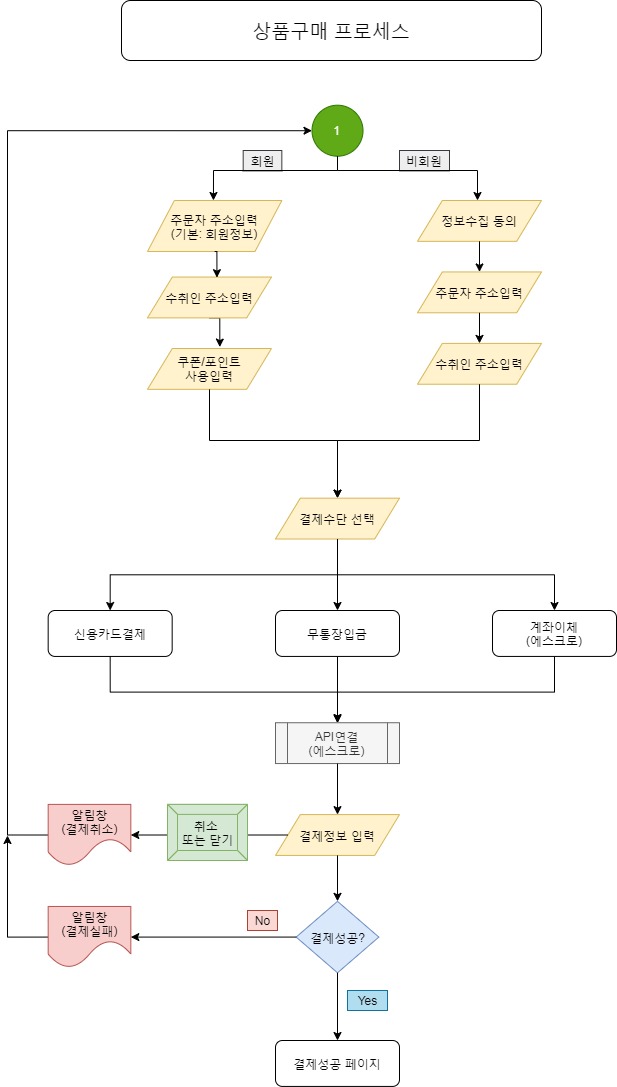 상품구매 프로세스
1
회원
비회원
주문자 주소입력
(기본: 회원정보)
정보수집 동의
수취인 주소입력
주문자 주소입력
쿠폰/포인트
사용입력
수취인 주소입력
결제수단 선택
신용카드결제
무통장입금
계좌이체
(에스크로)
API연결
(에스크로)
알림창
(결제취소)
취소
또는 닫기
결제정보 입력
알림창
(결제실패)
No
결제성공?
Yes
결제성공 페이지